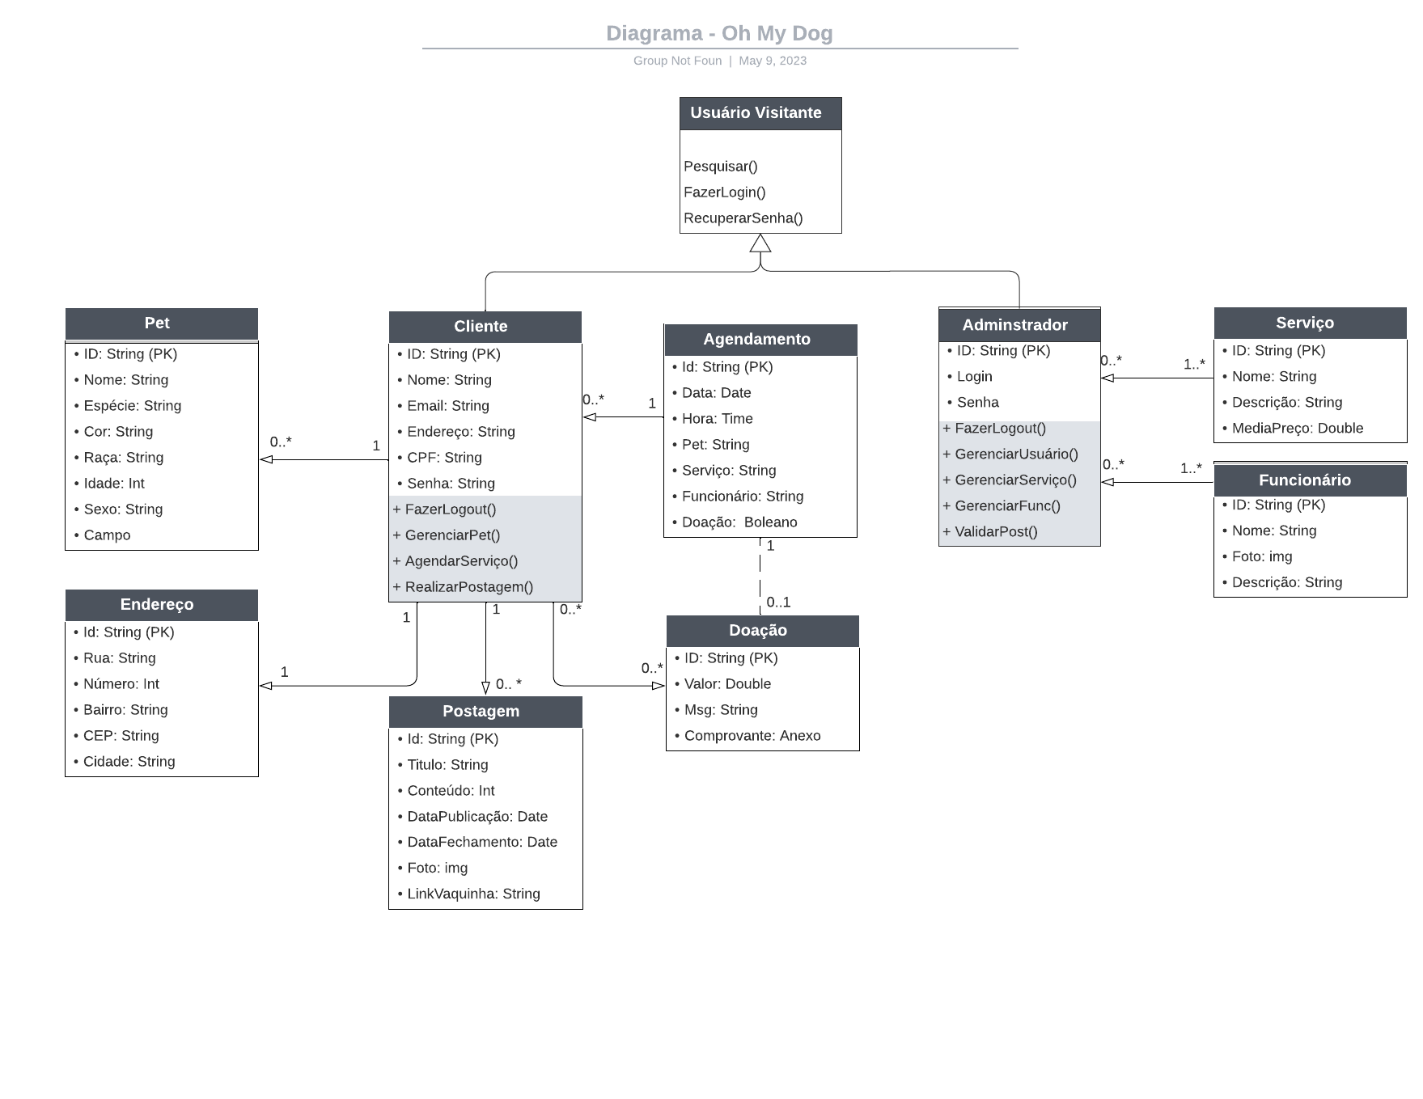 Diagrama - Oh My Dog
Group Not Foun | May 9, 2023
Usuário Visitante
Pesquisar()
FazerLogin()
RecuperarSenha()
Pet
• ID: String (PK)
• Nome: String
• Espécie: String
• Cor: String
• Raça: String
• Idade: Int
• Sexo: String
• Campo
0..*
1
Cliente
• ID: String (PK)
• Nome: String
• Email: String
• Endereço: String
• CPF: String
• Senha: String
+ FazerLogout()
+ GerenciarPet()
+ AgendarServiço()
+ RealizarPostagem()
0..*
1
Agendamento
• Id: String (PK)
• Data: Date
• Hora: Time
• Pet: String
• Serviço: String
• Funcionário: String
• Doação: Boleano
Adminstrador
• ID: String (PK)
• Login
• Senha
+ FazerLogout()
+ GerenciarUsuário()
+ GerenciarServiço()
+ GerenciarFunc()
+ ValidarPost()
0..*
1..*
Serviço
• ID: String (PK)
• Nome: String
• Descrição: String
• MediaPreço: Double
0..*
1..*
Funcionário
• ID: String (PK)
• Nome: String
• Foto: img
• Descrição: String
Endereço
• Id: String (PK)
• Rua: String
• Número: Int
• Bairro: String
• CEP: String
• Cidade: String
1
1
1
0.. *
0..*
0..*
1
0..1
Postagem
• Id: String (PK)
• Titulo: String
• Conteúdo: Int
• DataPublicação: Date
• DataFechamento: Date
• Foto: img
• LinkVaquinha: String
Doação
• ID: String (PK)
• Valor: Double
• Msg: String
• Comprovante: Anexo